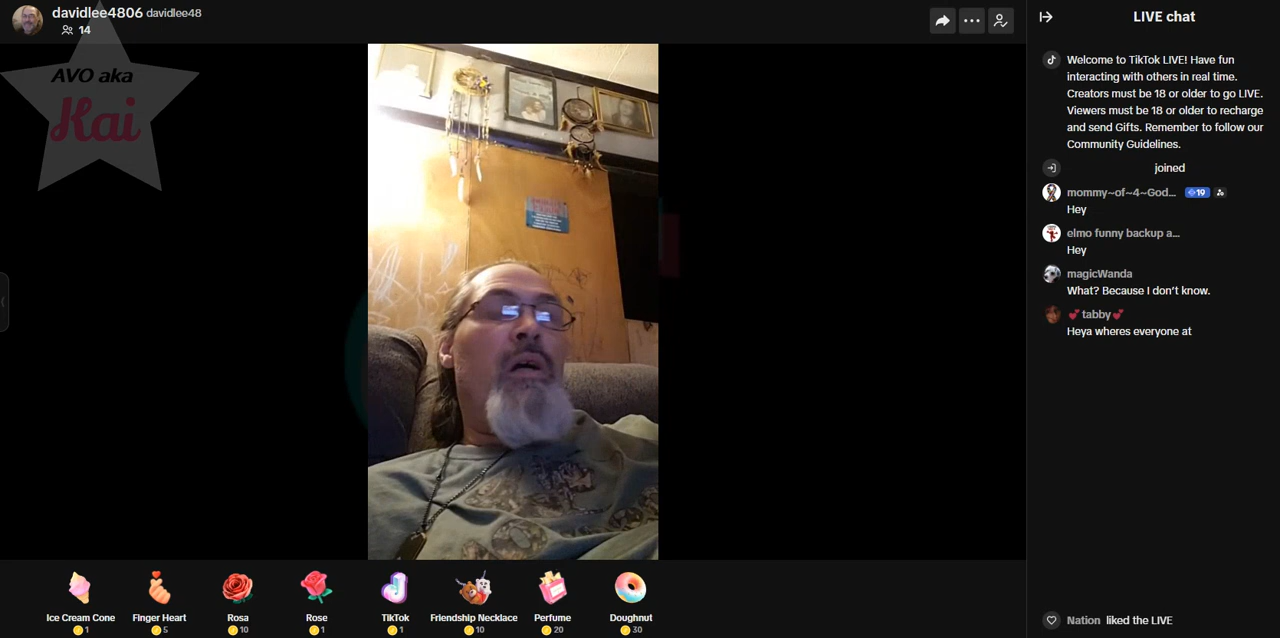 davidlee4806 davidlee48
14
AVO aka
Kai
LIVE chat
Welcome to TikTok LIVE! Have fun
interacting with others in real time.
Creators must be 18 or older to go LIVE.
Viewers must be 18 or older to recharge
and send Gifts. Remember to follow our
Community Guidelines.
joined
mommy~of~4~God... 19
Hey
elmo funny backup a...
Hey
magicWanda
What? Because I don't know.
💕tabby💕
Heya wheres everyone at
Nation liked the LIVE
Ice Cream Cone
1
Finger Heart
5
Rosa
10
Rose
1
TikTok
1
Friendship Necklace
10
Perfume
20
Doughnut
30